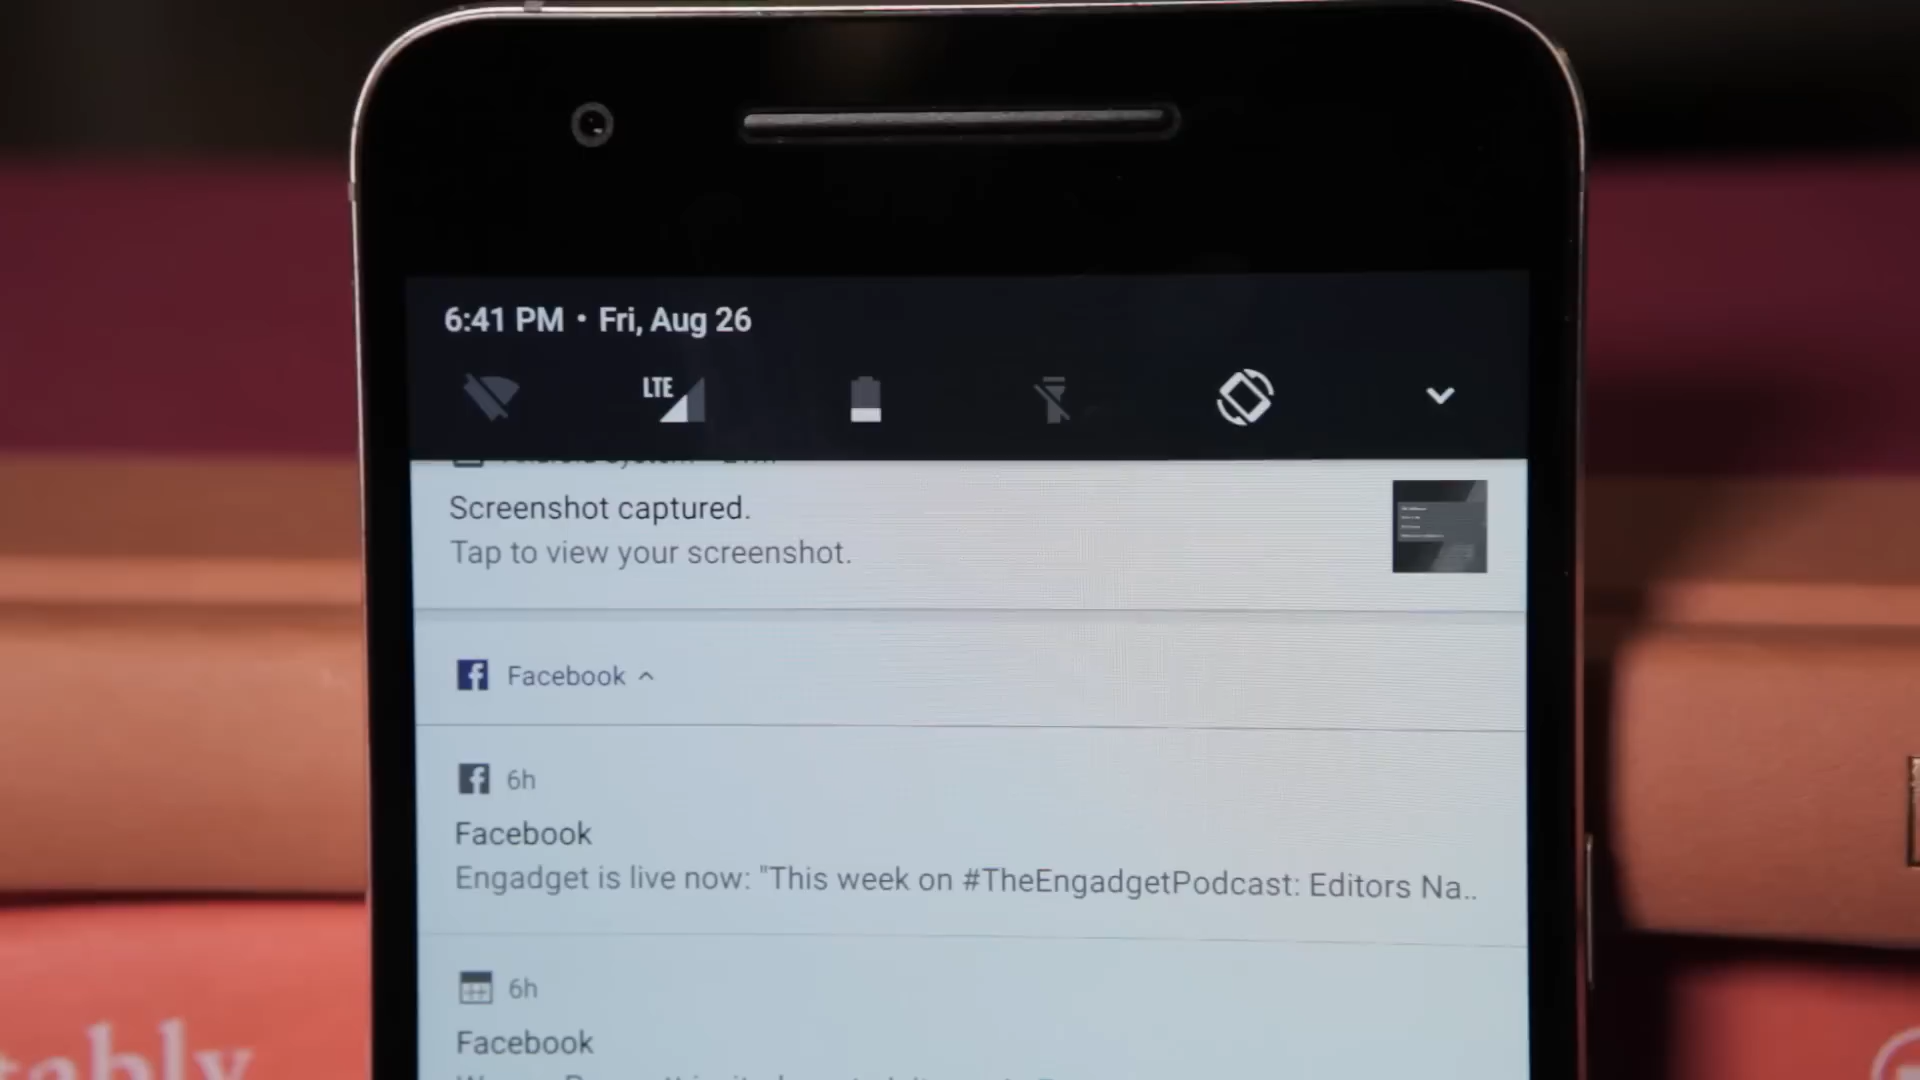 6:41 PM • Fri, Aug 26
LTE
Screenshot captured.
Tap to view your screenshot.
Facebook
6h
Facebook
Engadget is live now: "This week on #TheEngadgetPodcast: Editors Na..
6h
Facebook
tably